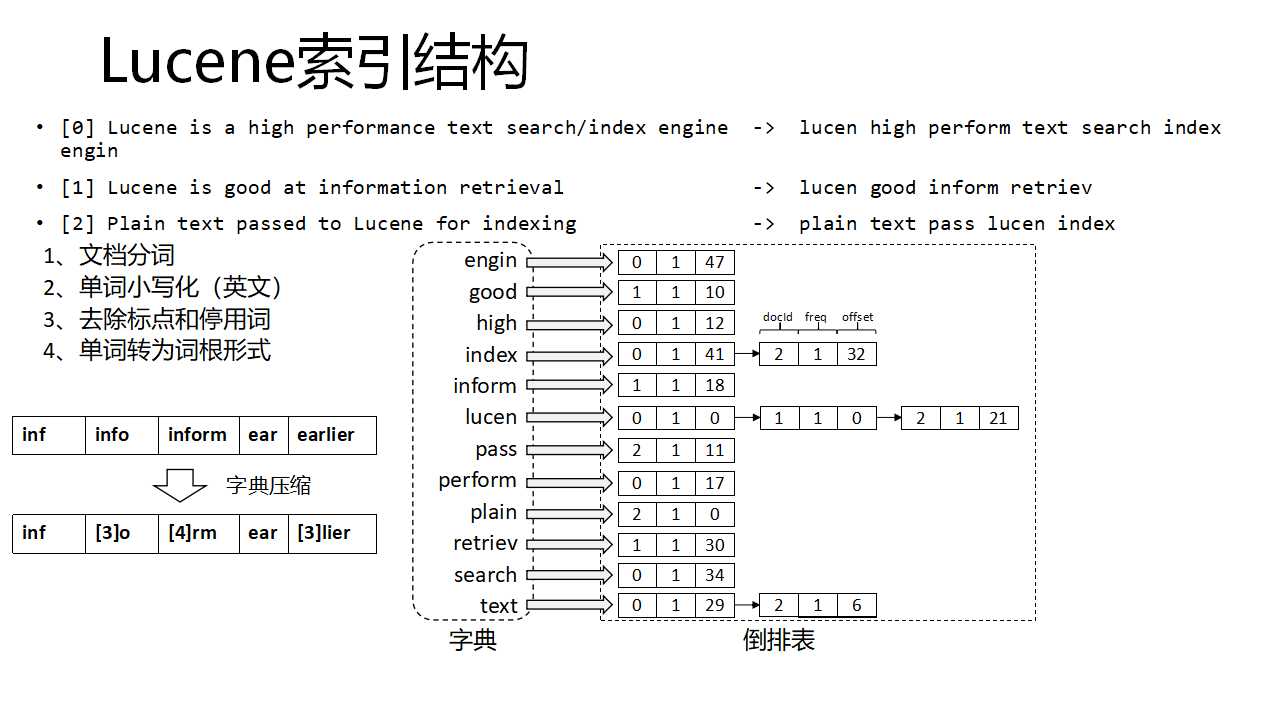 Lucene索引结构
• [0] Lucene is a high performance text search/index engine -> lucen high perform text search index
engin
• [1] Lucene is good at information retrieval -> lucen good inform retriev
• [2] Plain text passed to Lucene for indexing -> plain text pass lucen index
1、文档分词
2、单词小写化（英文）
3、去除标点和停用词
4、单词转为词根形式
inf info inform ear earlier
字典压缩
inf [3]o [4]rm ear [3]lier
engin 0 1 47
good 1 1 10
high 0 1 12
docId freq offset
index 0 1 41 2 1 32
inform 1 1 18
lucen 0 1 0 1 1 0 2 1 21
pass 2 1 11
perform 0 1 17
plain 2 1 0
retriev 1 1 30
search 0 1 34
text 0 1 29 2 1 6
字典 倒排表